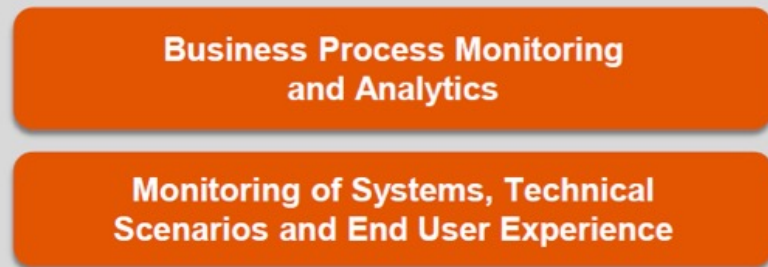 Business Process Monitoring
and Analytics
Monitoring of Systems, Technical
Scenarios and End User Experience